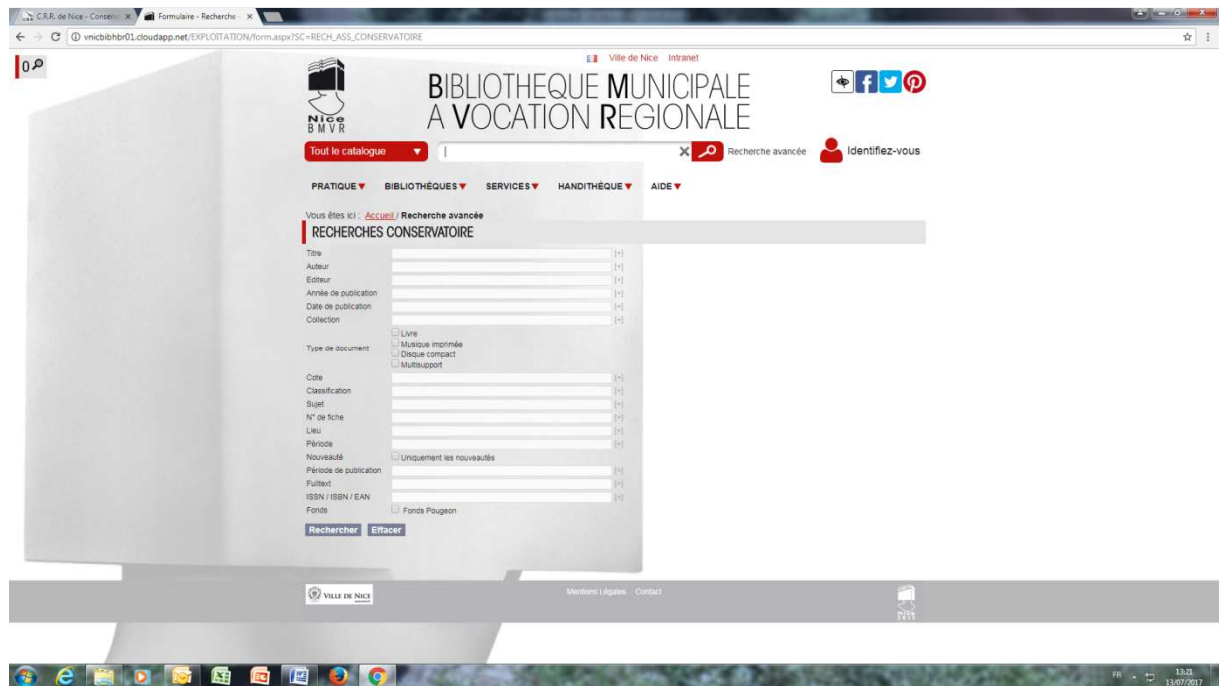 C.R.R. de Nice - Conserv
Formulaire - Recherche
vnicbibhbr01.cloudapp.net/EXPLOITATION/form.aspx?SC=RECH_ASS_CONSERVATOIRE
0
Ville de Nice Intranet
Nice
BMVR
BIBLIOTHEQUE MUNICIPALE
A VOCATION REGIONALE
Tout le catalogue
Recherche avancée
Identifiez-vous
PRATIQUE BIBLIOTHÈQUES SERVICES HANDITHÈQUE AIDE
Vous êtes ici : Accueil / Recherche avancée
RECHERCHES CONSERVATOIRE
Titre [+]
Auteur [+]
Editeur [+]
Année de publication [+]
Date de publication [+]
Collection [+]
Type de document
Livre
Musique imprimée
Disque compact
Multisupport
Cote [+]
Classification [+]
Sujet [+]
N° de fiche [+]
Lieu [+]
Période [+]
Nouveauté Uniquement les nouveautés
Période de publication [+]
Fulltext [+]
ISSN / ISBN / EAN [+]
Fonds Fonds Pougeon
Rechercher Effacer
VILLE DE NICE
Mentions Légales Contact
FR 13:21
13/07/2017